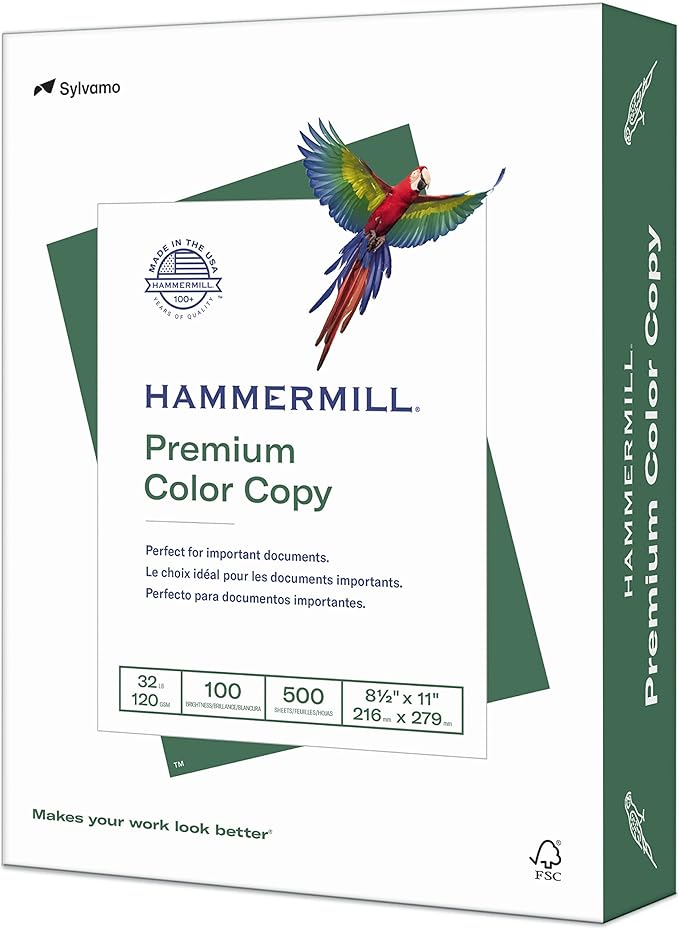 Sylvamo
MADE IN THE USA
HAMMERMILL
100+
YEARS OF QUALITY
HAMMERMILL®
Premium
Color Copy
Perfect for important documents.
Le choix idéal pour les documents importants.
Perfecto para documentos importantes.
32 LB
120 GSM
100
BRIGHTNESS/BRILLANCE/BLANCURA
500
SHEETS/FEUILLES/HOJAS
8½" x 11"
216 mm x 279 mm
TM
Makes your work look better®
FSC
HAMMERMILL®
Premium Color Copy